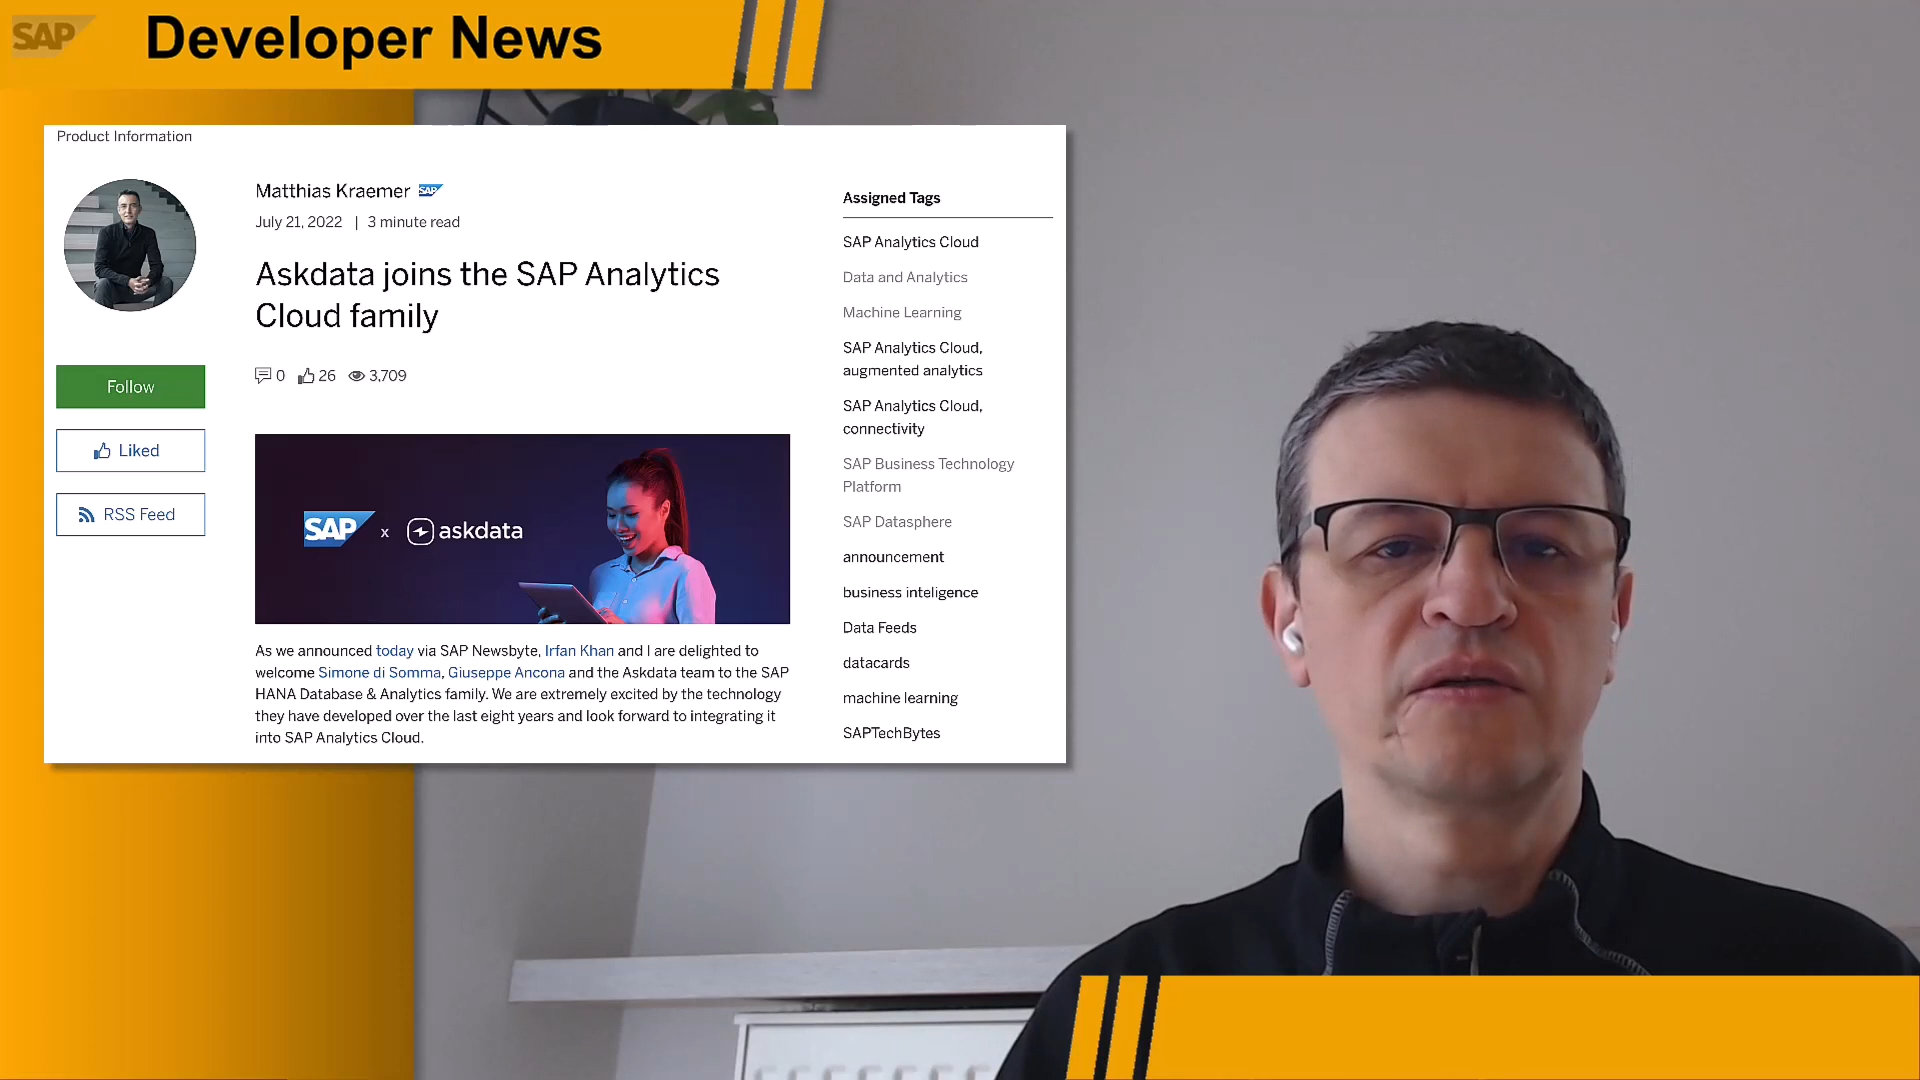 SAP
Developer News
Product Information
Matthias Kraemer SAP
July 21, 2022 | 3 minute read
Askdata joins the SAP Analytics
Cloud family
0 26 3,709
Follow
Liked
RSS Feed
SAP x askdata
As we announced today via SAP Newsbyte, Irfan Khan and I are delighted to
welcome Simone di Somma, Giuseppe Ancona and the Askdata team to the SAP
HANA Database & Analytics family. We are extremely excited by the technology
they have developed over the last eight years and look forward to integrating it
into SAP Analytics Cloud.
Assigned Tags
SAP Analytics Cloud
Data and Analytics
Machine Learning
SAP Analytics Cloud,
augmented analytics
SAP Analytics Cloud,
connectivity
SAP Business Technology
Platform
SAP Datasphere
announcement
business inteligence
Data Feeds
datacards
machine learning
SAPTechBytes